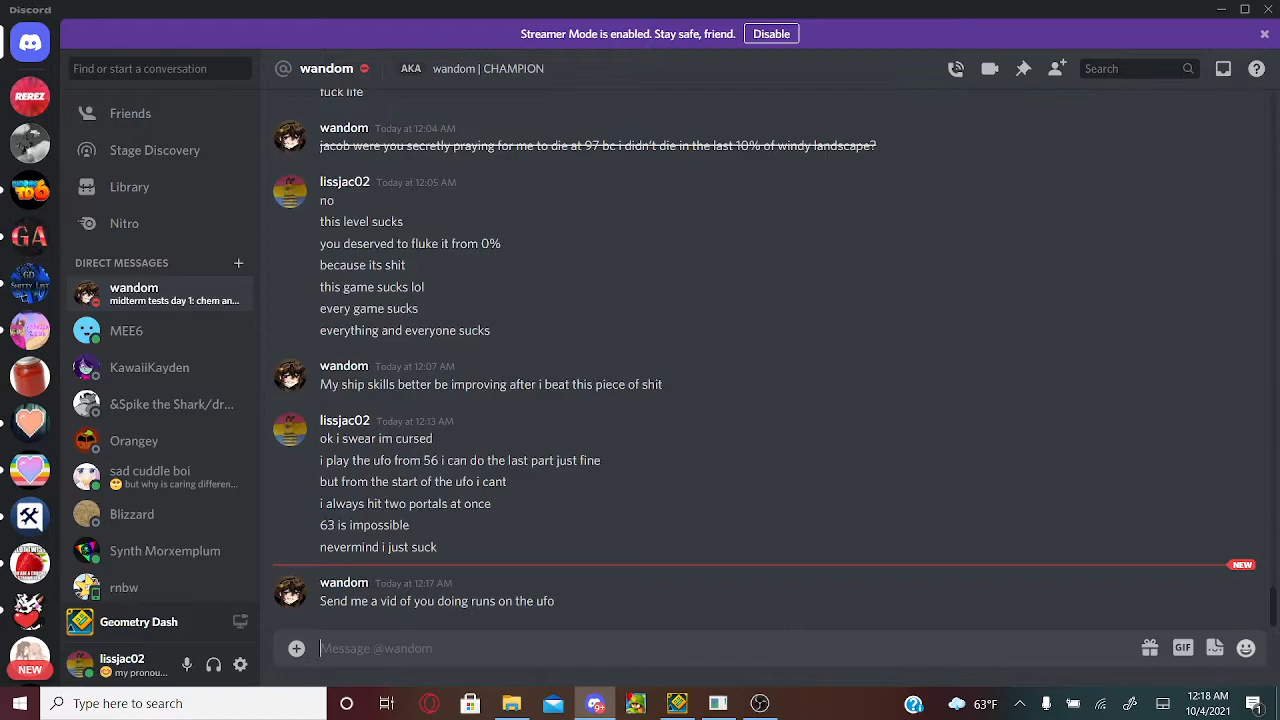 Discord
Streamer Mode is enabled. Stay safe, friend. Disable
Find or start a conversation
wandom AKA wandom | CHAMPION
Search
REREZ
GA
GD
SHITTY LIST
NEW
Friends
Stage Discovery
Library
Nitro
DIRECT MESSAGES
wandom
midterm tests day 1: chem an...
MEE6
KawaiiKayden
&Spike the Shark/dr...
Orangey
sad cuddle boi
but why is caring differen...
Blizzard
Synth Morxemplum
rnbw
Geometry Dash
lissjac02
my pronou...
fuck life
wandom Today at 12:04 AM
jacob were you secretly praying for me to die at 97 bc i didn't die in the last 10% of windy landscape?
lissjac02 Today at 12:05 AM
no
this level sucks
you deserved to fluke it from 0%
because its shit
this game sucks lol
every game sucks
everything and everyone sucks
wandom Today at 12:07 AM
My ship skills better be improving after i beat this piece of shit
lissjac02 Today at 12:13 AM
ok i swear im cursed
i play the ufo from 56 i can do the last part just fine
but from the start of the ufo i cant
i always hit two portals at once
63 is impossible
nevermind i just suck
NEW
wandom Today at 12:17 AM
Send me a vid of you doing runs on the ufo
Message @wandom
GIF
Type here to search
63°F
12:18 AM
10/4/2021